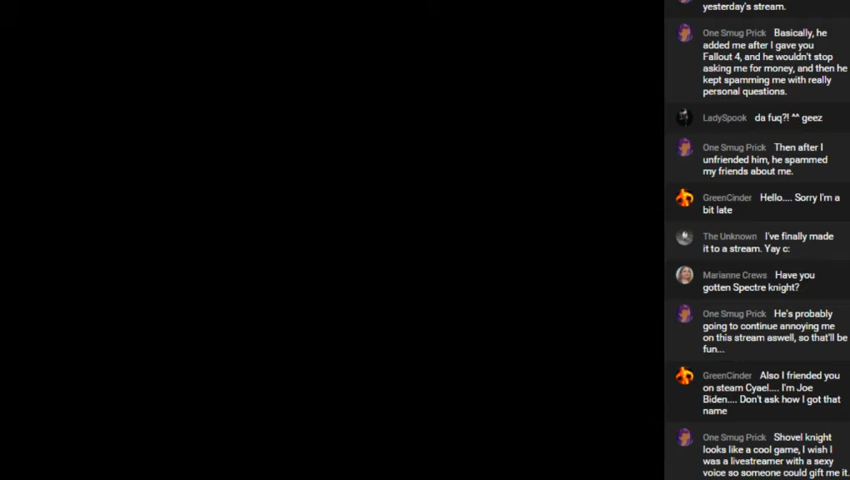 yesterday's stream.
One Smug Prick Basically, he
added me after I gave you
Fallout 4, and he wouldn't stop
asking me for money, and then he
kept spamming me with really
personal questions.
LadySpook da fuq?! ^^ geez
One Smug Prick Then after I
unfriended him, he spammed
my friends about me.
GreenCinder Hello.... Sorry I'm a
bit late
The Unknown I've finally made
it to a stream. Yay c:
Marianne Crews Have you
gotten Spectre knight?
One Smug Prick He's probably
going to continue annoying me
on this stream aswell, so that'll be
fun...
GreenCinder Also I friended you
on steam Cyael.... I'm Joe
Biden.... Don't ask how I got that
name
One Smug Prick Shovel knight
looks like a cool game, I wish I
was a livestreamer with a sexy
voice so someone could gift me it.